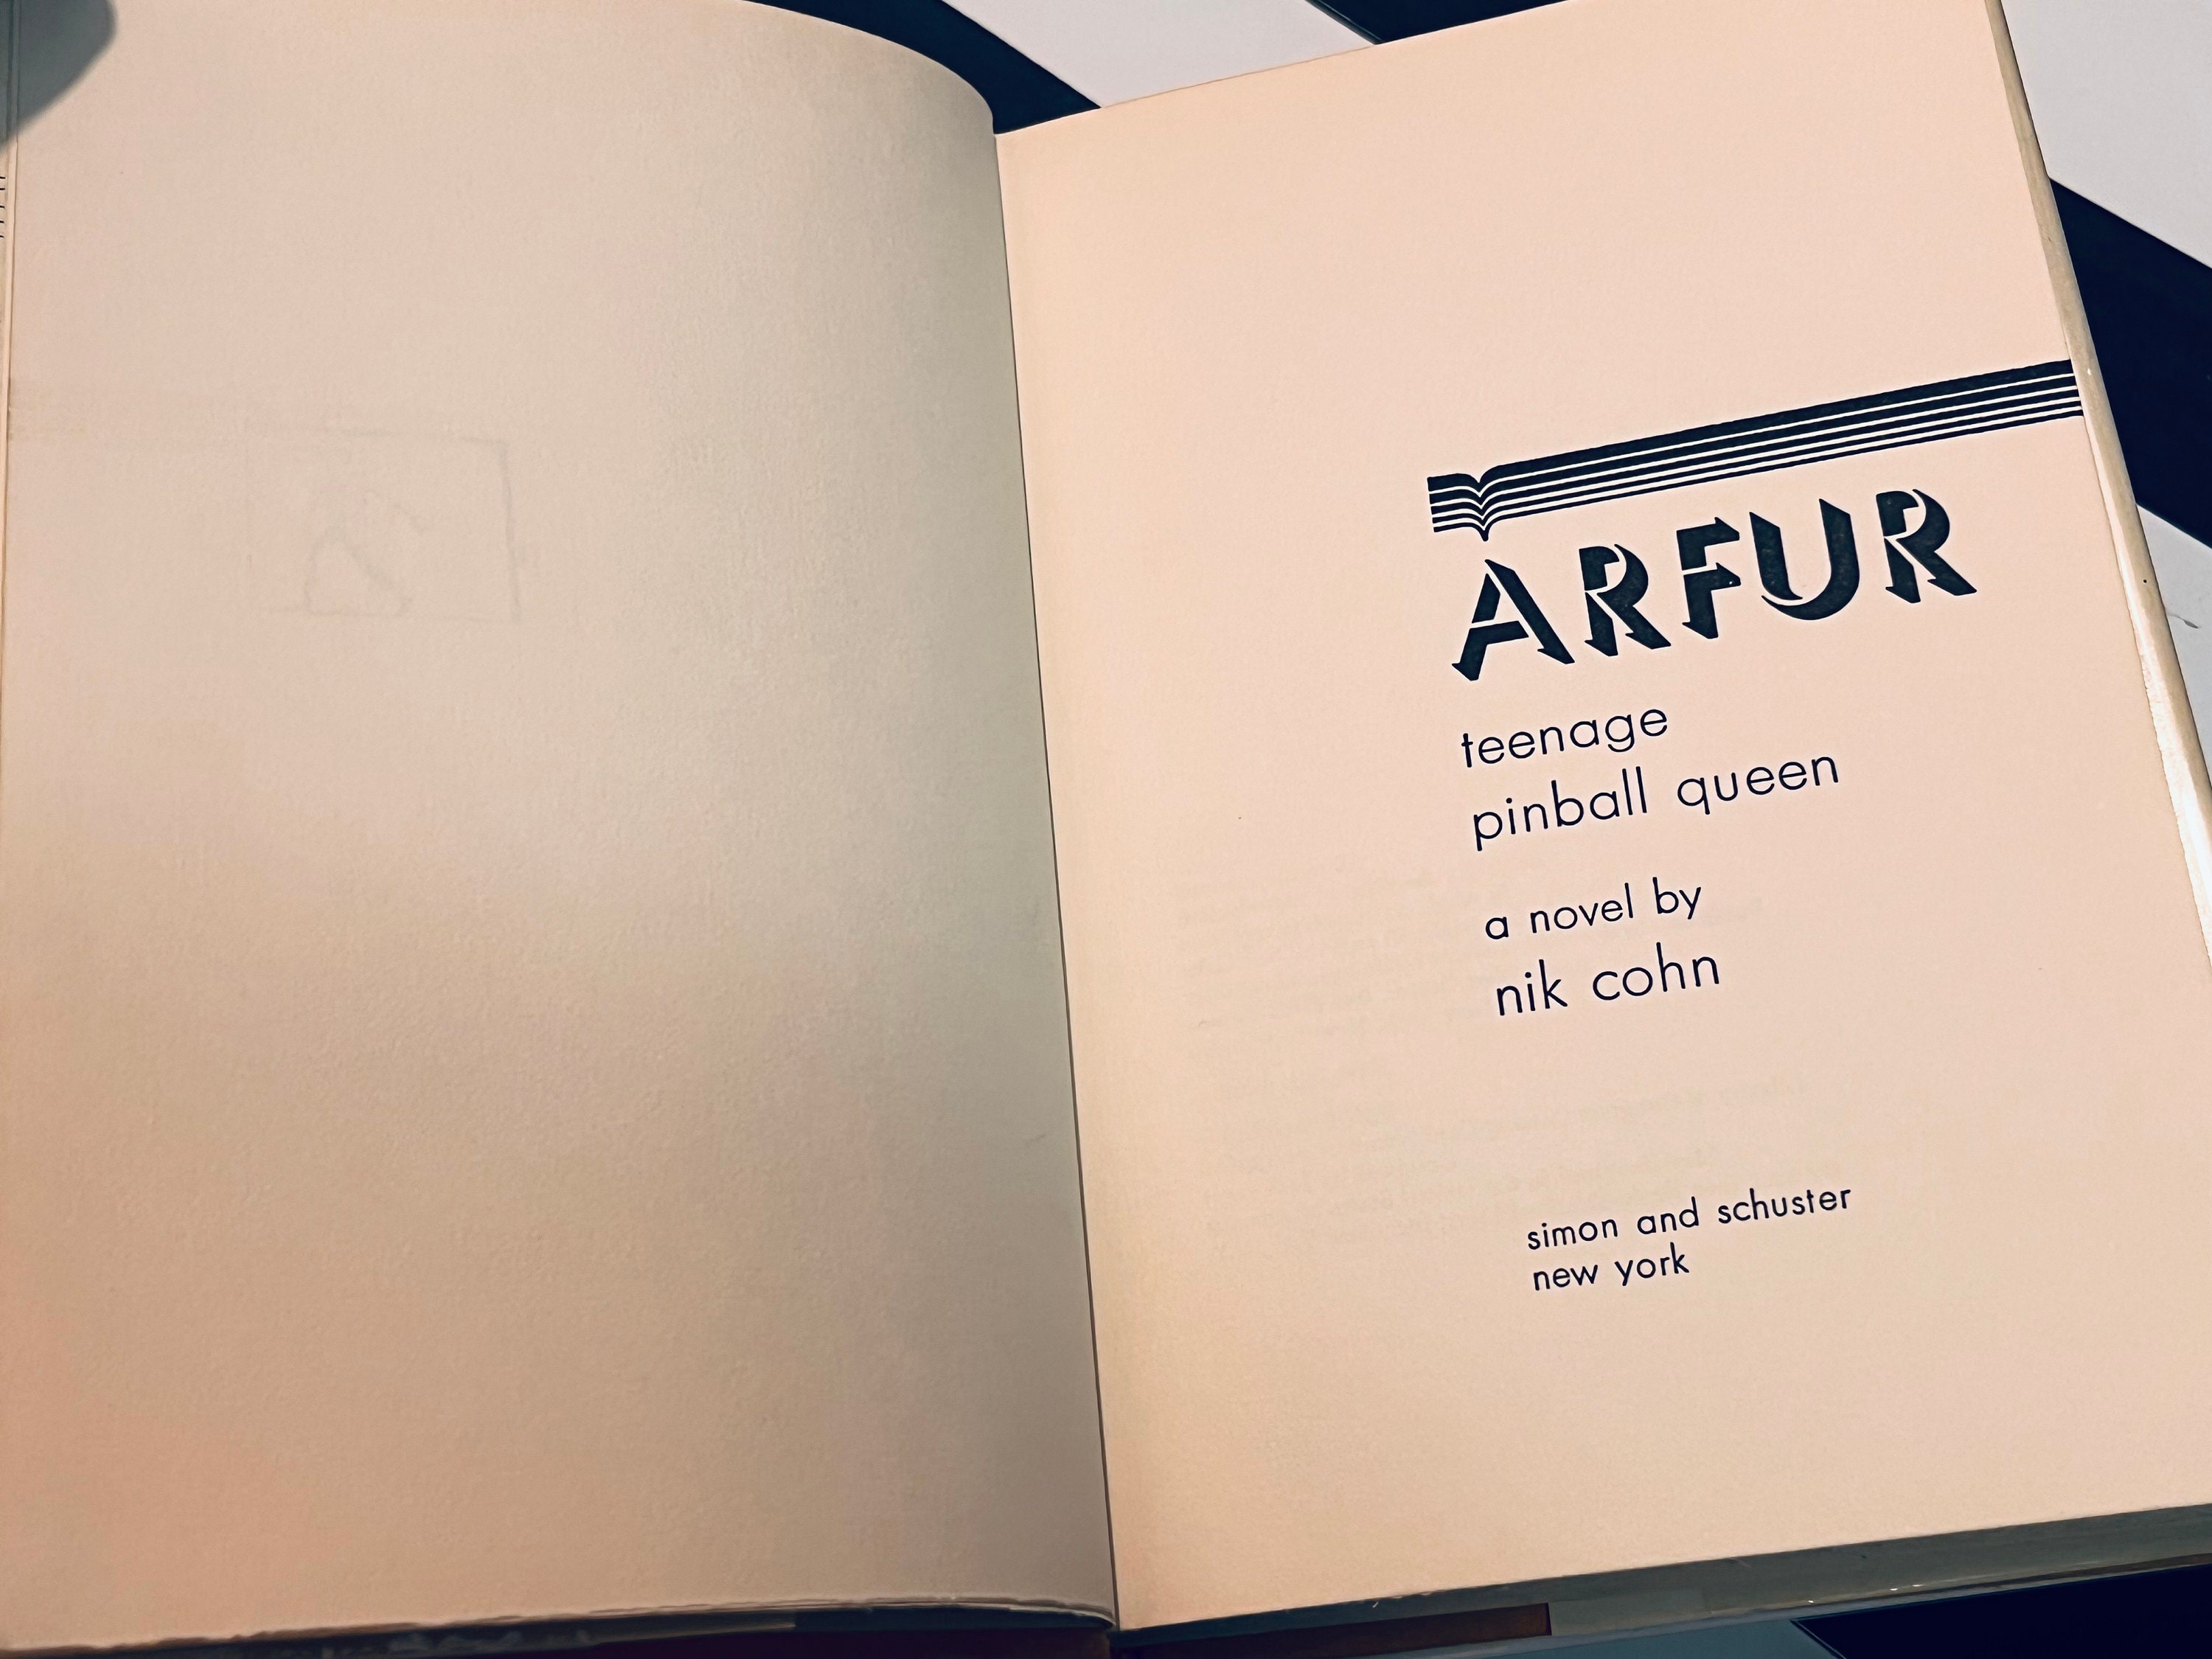 ARFUR
teenage
pinball queen
a novel by
nik cohn
simon and schuster
new york